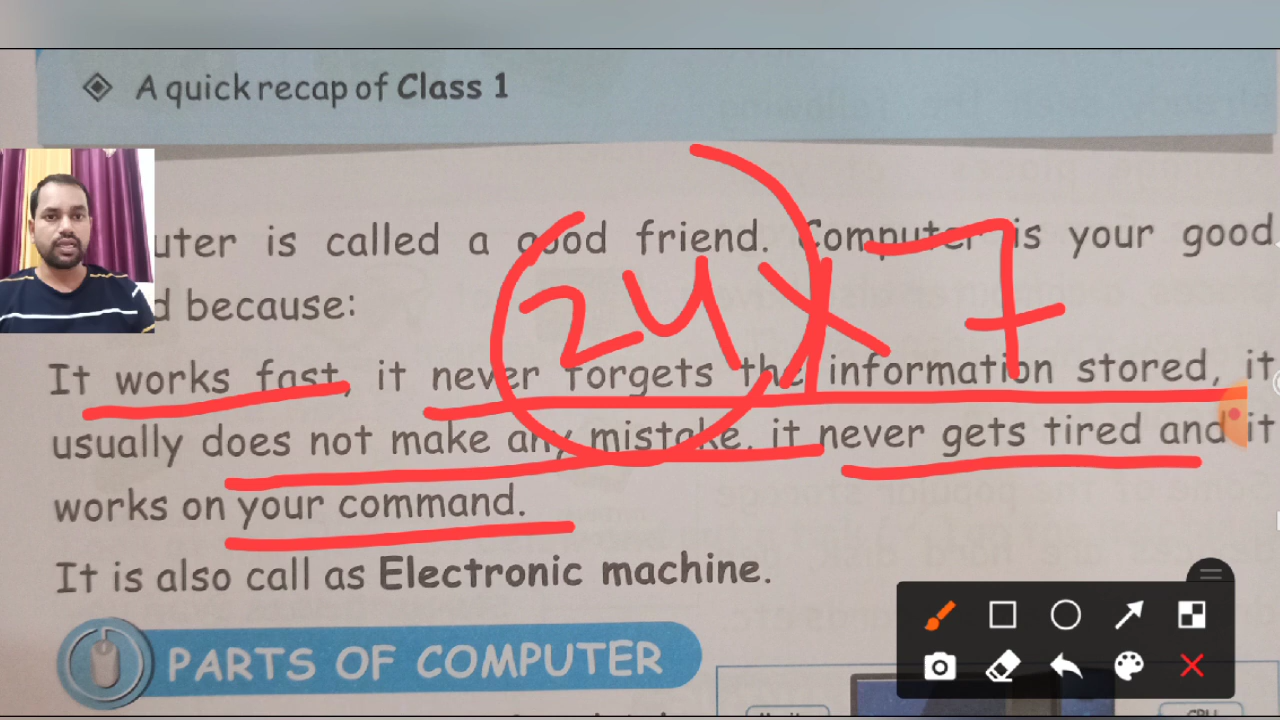 A quick recap of Class 1
uter is called a good friend. Computer is your good
d because:
It works fast, it never forgets the information stored, it
usually does not make any mistake, it never gets tired and it
works on your command.
24x7
It is also call as Electronic machine.
PARTS OF COMPUTER